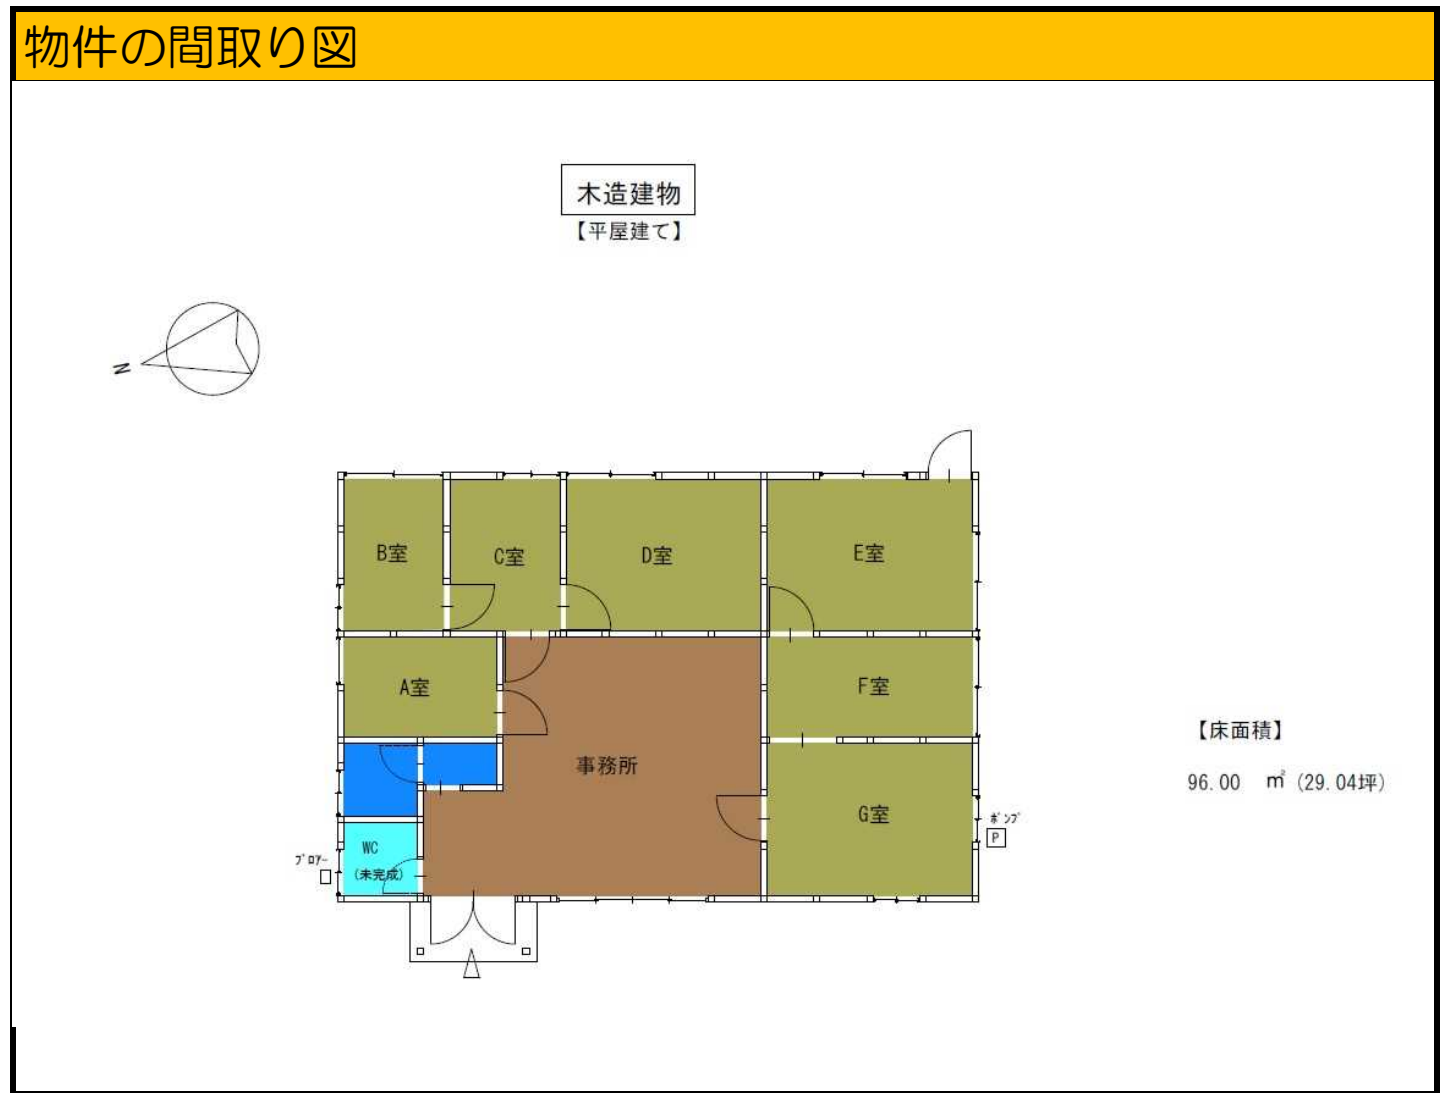 物件の間取り図
木造建物
【平屋建て】
N
B室
C室
D室
E室
A室
F室
事務所
G室
WC
(未完成)
ﾌﾞﾛｱｰ
ﾎﾟﾝﾌﾟ
P
【床面積】
96.00 ㎡ (29.04坪)